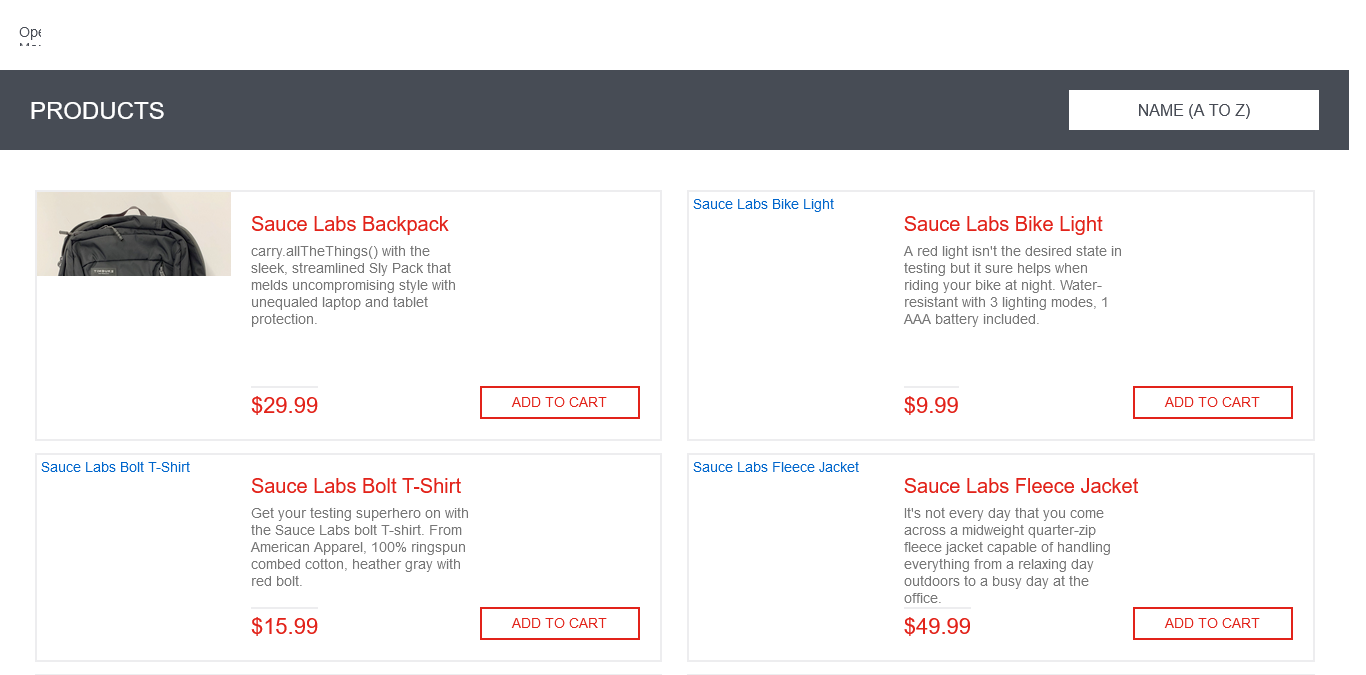 Ope
PRODUCTS
NAME (A TO Z)
Sauce Labs Backpack
carry.allTheThings() with the
sleek, streamlined Sly Pack that
melds uncompromising style with
unequaled laptop and tablet
protection.
$29.99
ADD TO CART
Sauce Labs Bike Light
Sauce Labs Bike Light
A red light isn't the desired state in
testing but it sure helps when
riding your bike at night. Water-
resistant with 3 lighting modes, 1
AAA battery included.
$9.99
ADD TO CART
Sauce Labs Bolt T-Shirt
Sauce Labs Bolt T-Shirt
Get your testing superhero on with
the Sauce Labs bolt T-shirt. From
American Apparel, 100% ringspun
combed cotton, heather gray with
red bolt.
$15.99
ADD TO CART
Sauce Labs Fleece Jacket
Sauce Labs Fleece Jacket
It's not every day that you come
across a midweight quarter-zip
fleece jacket capable of handling
everything from a relaxing day
outdoors to a busy day at the
office.
$49.99
ADD TO CART